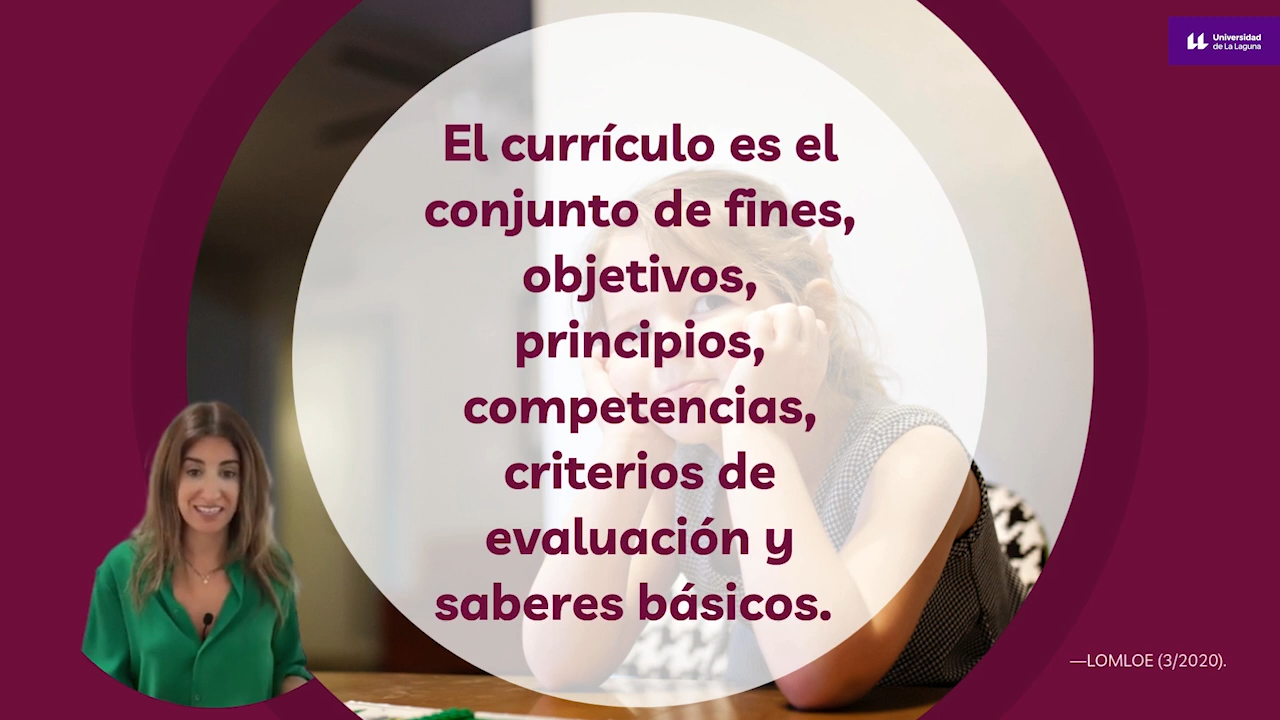 Universidad
de La Laguna
El currículo es el
conjunto de fines,
objetivos,
principios,
competencias,
criterios de
evaluación y
saberes básicos.
—LOMLOE (3/2020).